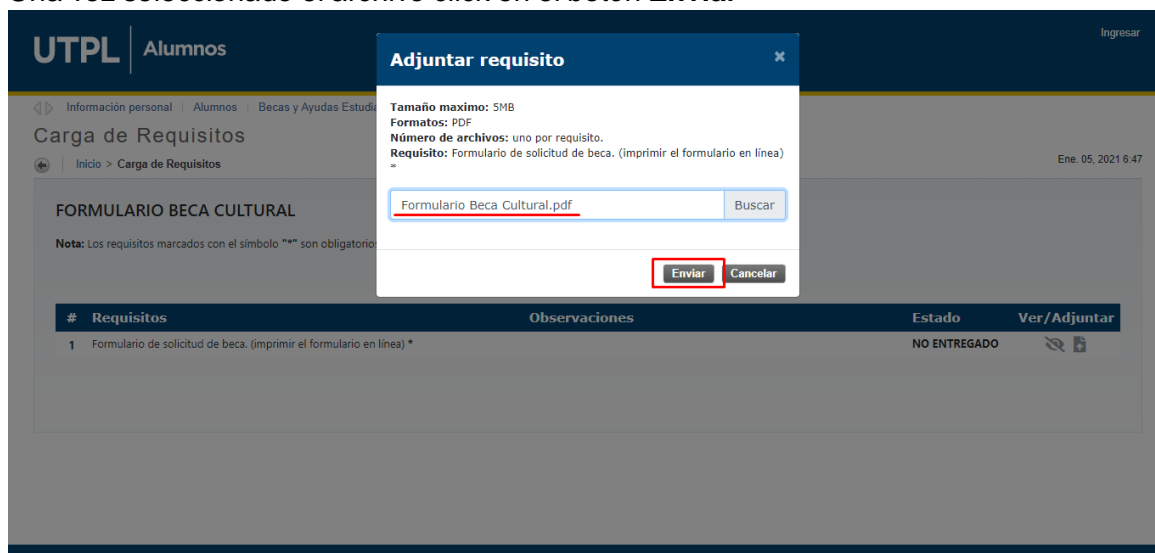 Una vez seleccionado el archivo click en el botón Enviar
UTPL Alumnos
Ingresar
Adjuntar requisito ×
Información personal | Alumnos | Becas y Ayudas
Carga de Requisitos
Inicio > Carga de Requisitos
Ene. 05, 2021 6:47
Tamaño maximo: 5MB
Formatos: PDF
Número de archivos: uno por requisito.
Requisito: Formulario de solicitud de beca. (imprimir el formulario en línea)
*
Formulario Beca Cultural.pdf Buscar
FORMULARIO BECA CULTURAL
Nota: Los requisitos marcados con el símbolo "*" son
Enviar Cancelar
# Requisitos Observaciones Estado Ver/Adjuntar
1 Formulario de solicitud de beca. (imprimir el formulario en línea) * NO ENTREGADO